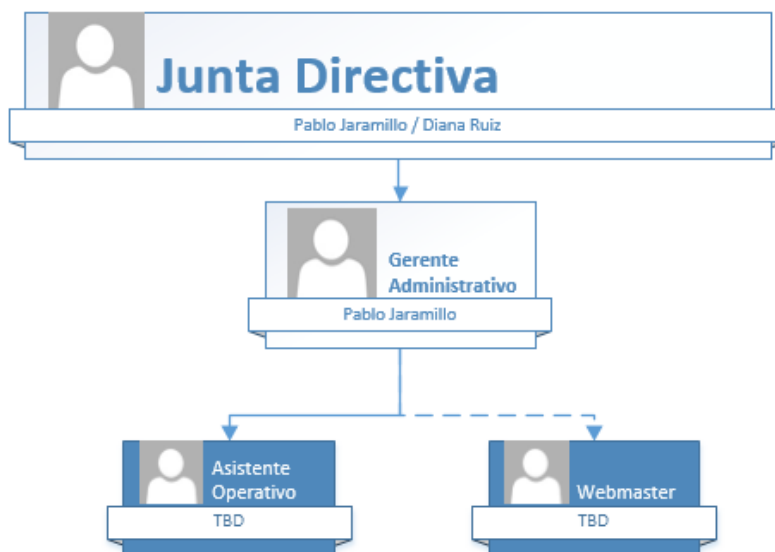 Junta Directiva
Pablo Jaramillo / Diana Ruiz
Gerente
Administrativo
Pablo Jaramillo
Asistente
Operativo
TBD
Webmaster
TBD